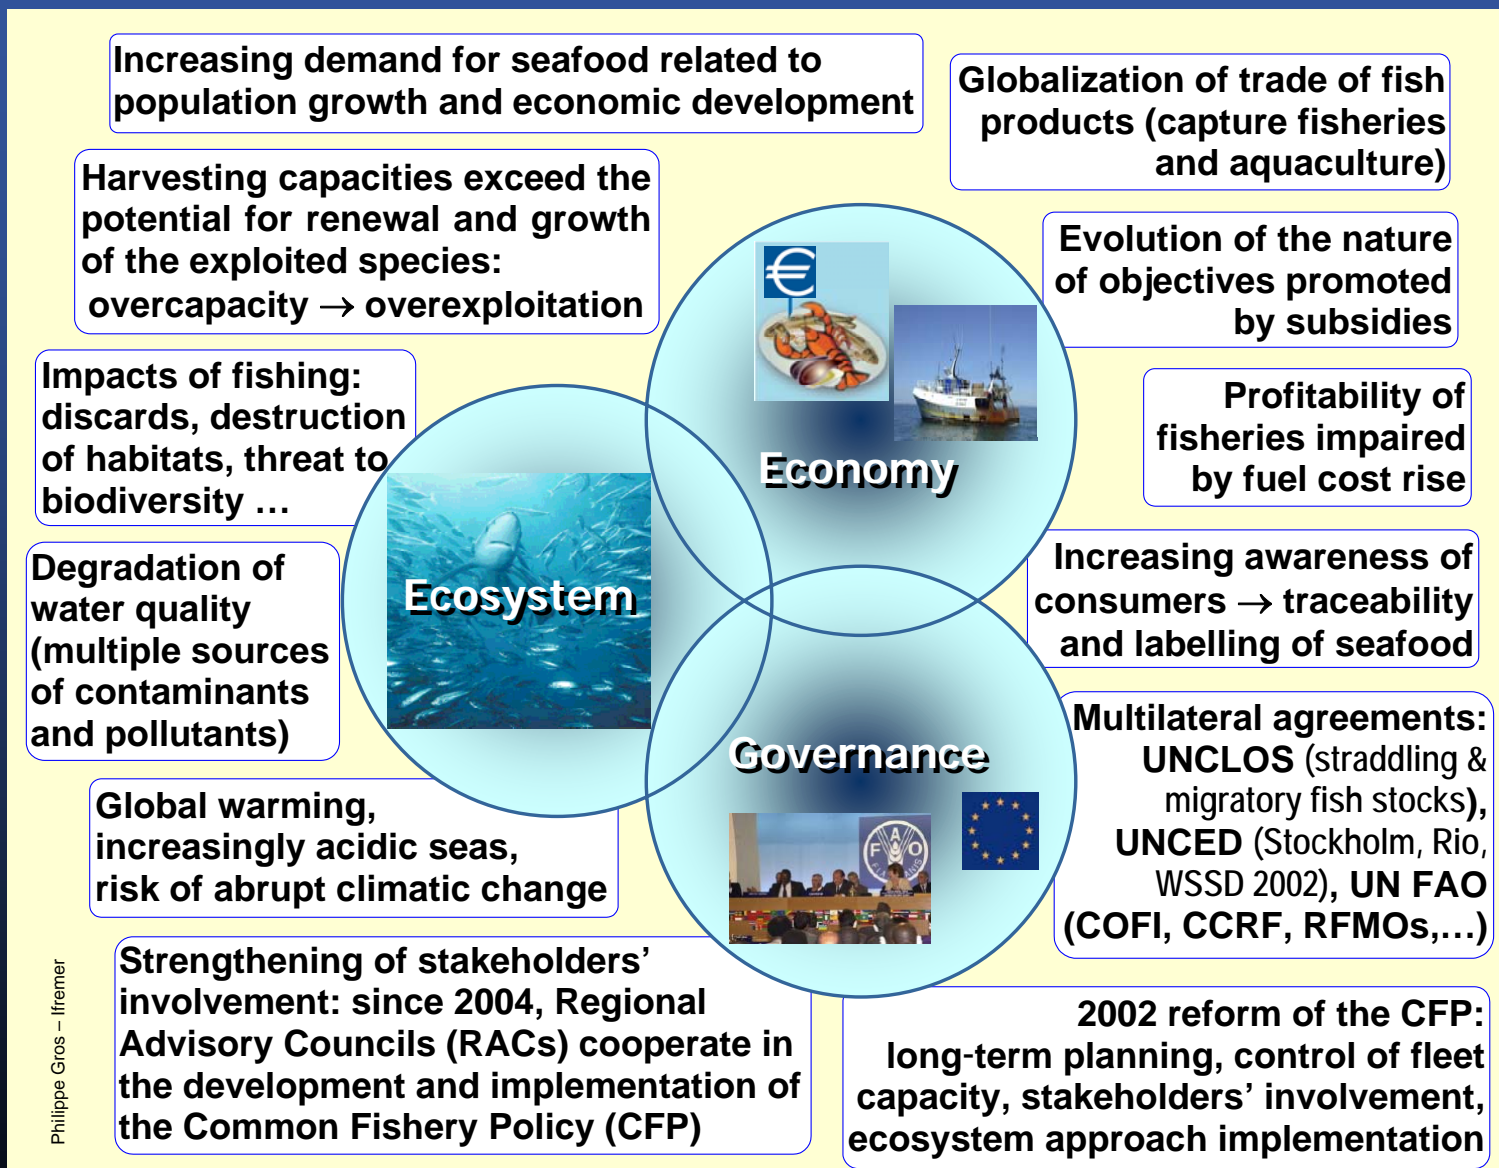 Increasing demand for seafood related to
population growth and economic development
Globalization of trade of fish
products (capture fisheries
and aquaculture)
Harvesting capacities exceed the
potential for renewal and growth
of the exploited species:
overcapacity → overexploitation
Evolution of the nature
of objectives promoted
by subsidies
Impacts of fishing:
discards, destruction
of habitats, threat to
biodiversity …
€
Economy
Profitability of
fisheries impaired
by fuel cost rise
Degradation of
water quality
(multiple sources
of contaminants
and pollutants)
Ecosystem
Increasing awareness of
consumers → traceability
and labelling of seafood
Governance
F A O
Multilateral agreements:
UNCLOS (straddling &
migratory fish stocks),
UNCED (Stockholm, Rio,
WSSD 2002), UN FAO
(COFI, CCRF, RFMOs,…)
Global warming,
increasingly acidic seas,
risk of abrupt climatic change
Strengthening of stakeholders’
involvement: since 2004, Regional
Advisory Councils (RACs) cooperate in
the development and implementation of
the Common Fishery Policy (CFP)
2002 reform of the CFP:
long-term planning, control of fleet
capacity, stakeholders’ involvement,
ecosystem approach implementation
Philippe Gros – Ifremer